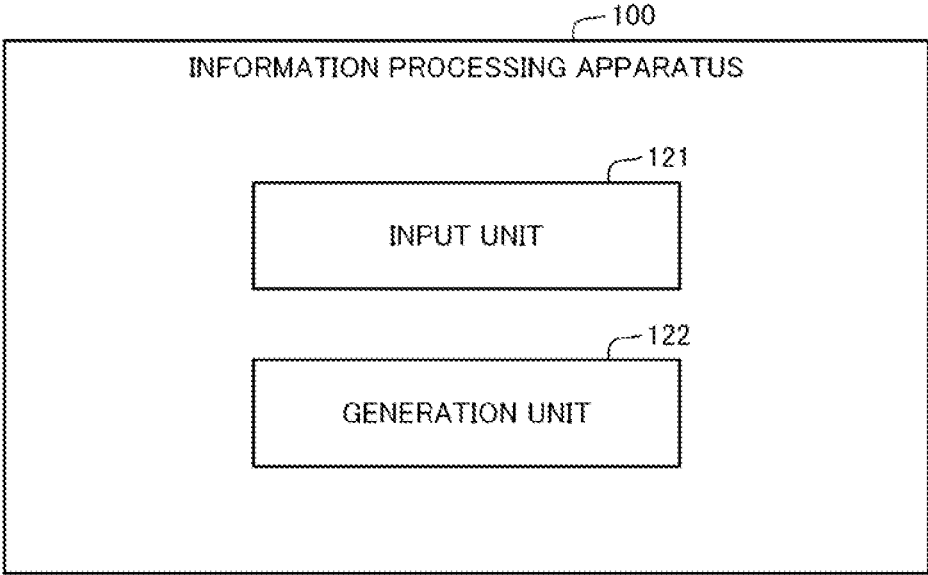 100
INFORMATION PROCESSING APPARATUS
121
INPUT UNIT
122
GENERATION UNIT